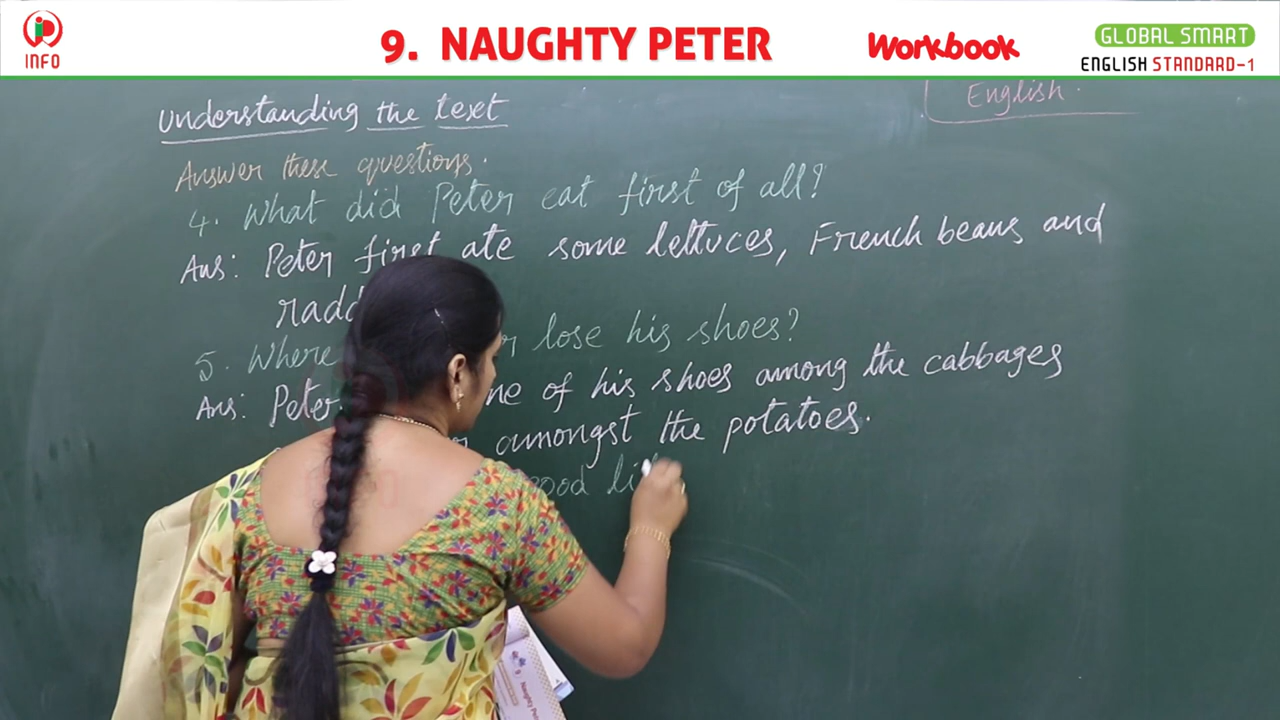 INFO
9. NAUGHTY PETER
Workbook
GLOBAL SMART
ENGLISH STANDARD-1
English.
Understanding the text
Answer these questions.
4. What did Peter eat first of all?
Ans: Peter first ate some lettuces, French beans and
5. Where lose his shoes?
Ans: Peter of his shoes among the cabbages
amongst the potatoes.
Naughty